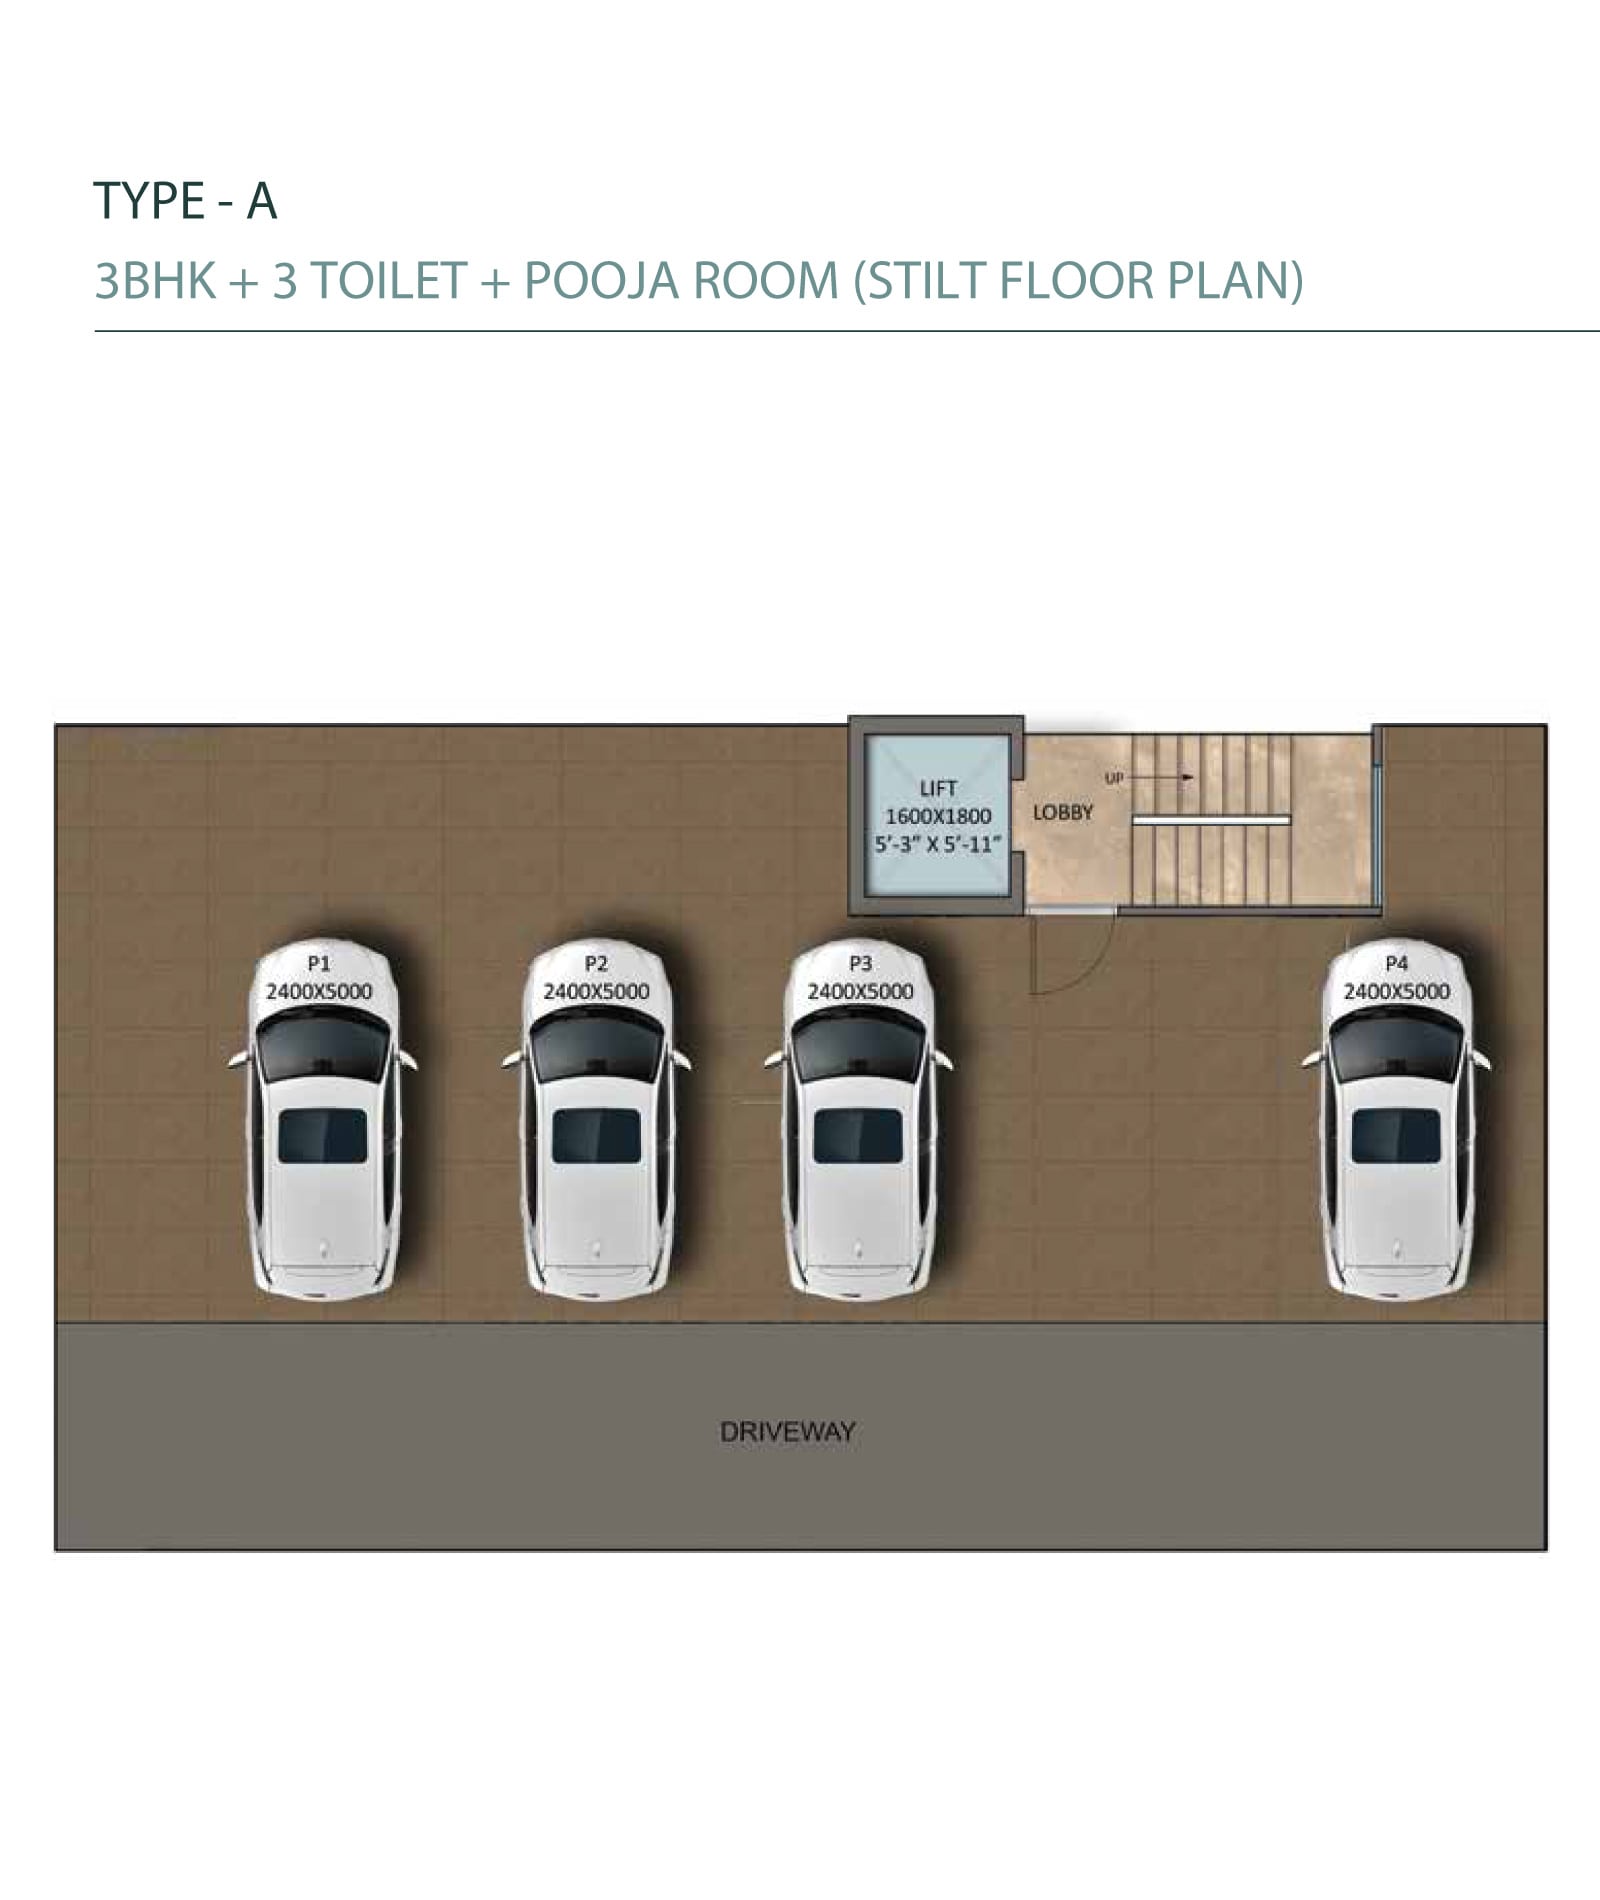 TYPE - A
3BHK + 3 TOILET + POOJA ROOM (STILT FLOOR PLAN)
LIFT
1600X1800
5'-3" X 5'-11"
LOBBY
UP
P1
2400X5000
P2
2400X5000
P3
2400X5000
P4
2400X5000
DRIVEWAY